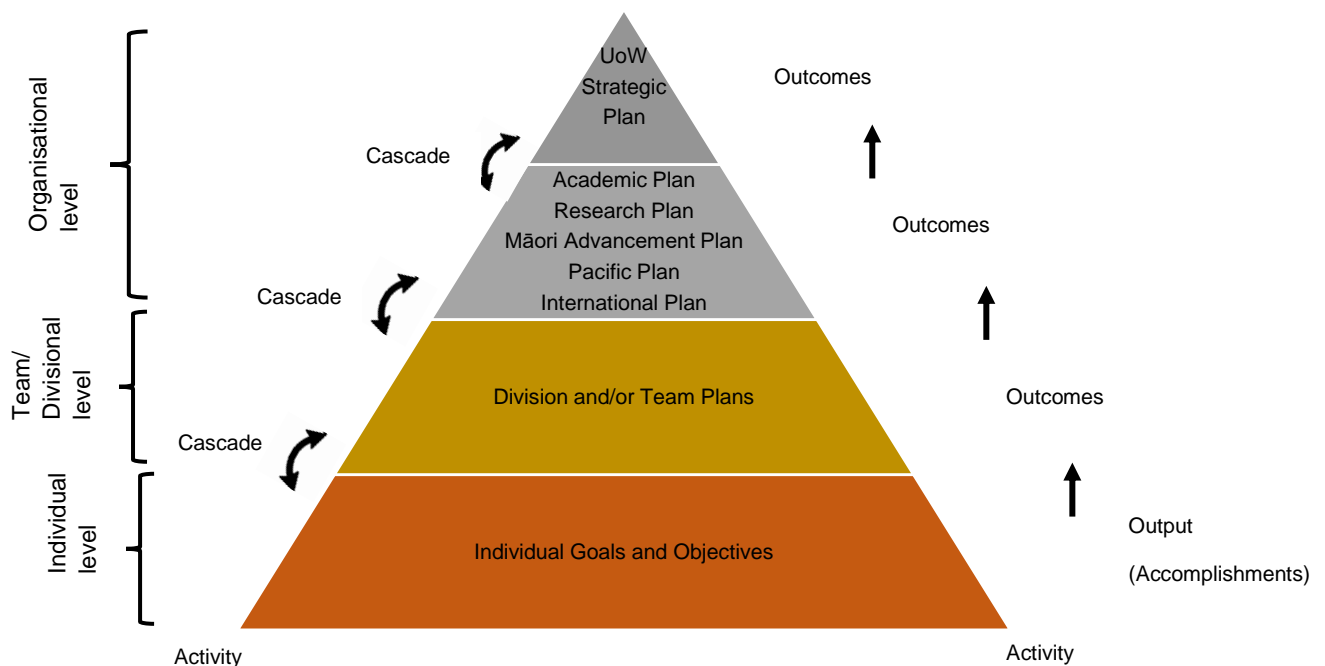 UoW
Strategic
Plan
Outcomes
Organisational
level
Cascade
Academic Plan
Research Plan
Māori Advancement Plan
Pacific Plan
International Plan
Outcomes
Cascade
Team/
Divisional
level
Division and/or Team Plans
Outcomes
Cascade
Individual
level
Individual Goals and Objectives
Output
(Accomplishments)
Activity
Activity